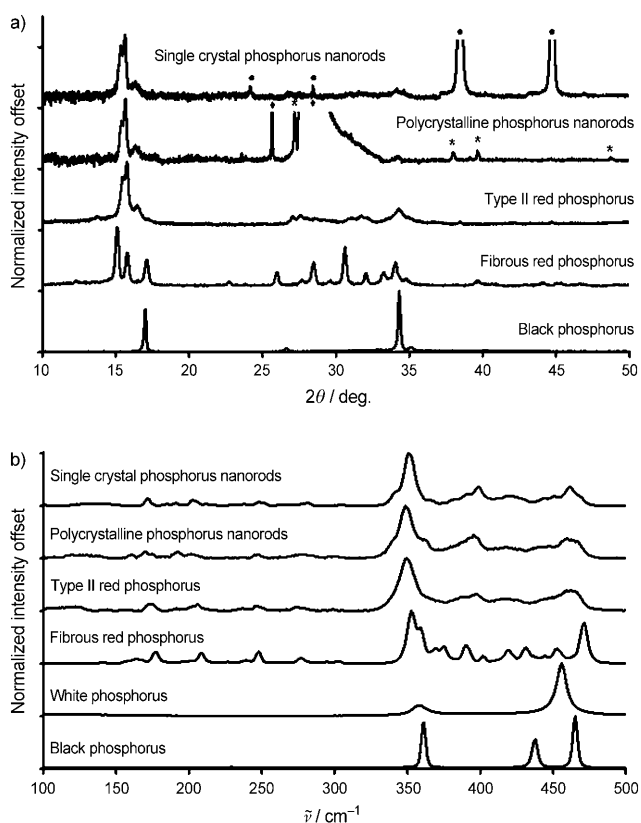 a)
Normalized intensity offset
Single crystal phosphorus nanorods
Polycrystalline phosphorus nanorods
* * * *
Type II red phosphorus
Fibrous red phosphorus
Black phosphorus
10 15 20 25 30 35 40 45 50
2θ / deg.
b)
Normalized intensity offset
Single crystal phosphorus nanorods
Polycrystalline phosphorus nanorods
Type II red phosphorus
Fibrous red phosphorus
White phosphorus
Black phosphorus
100 150 200 250 300 350 400 450 500
ν̃ / cm⁻¹